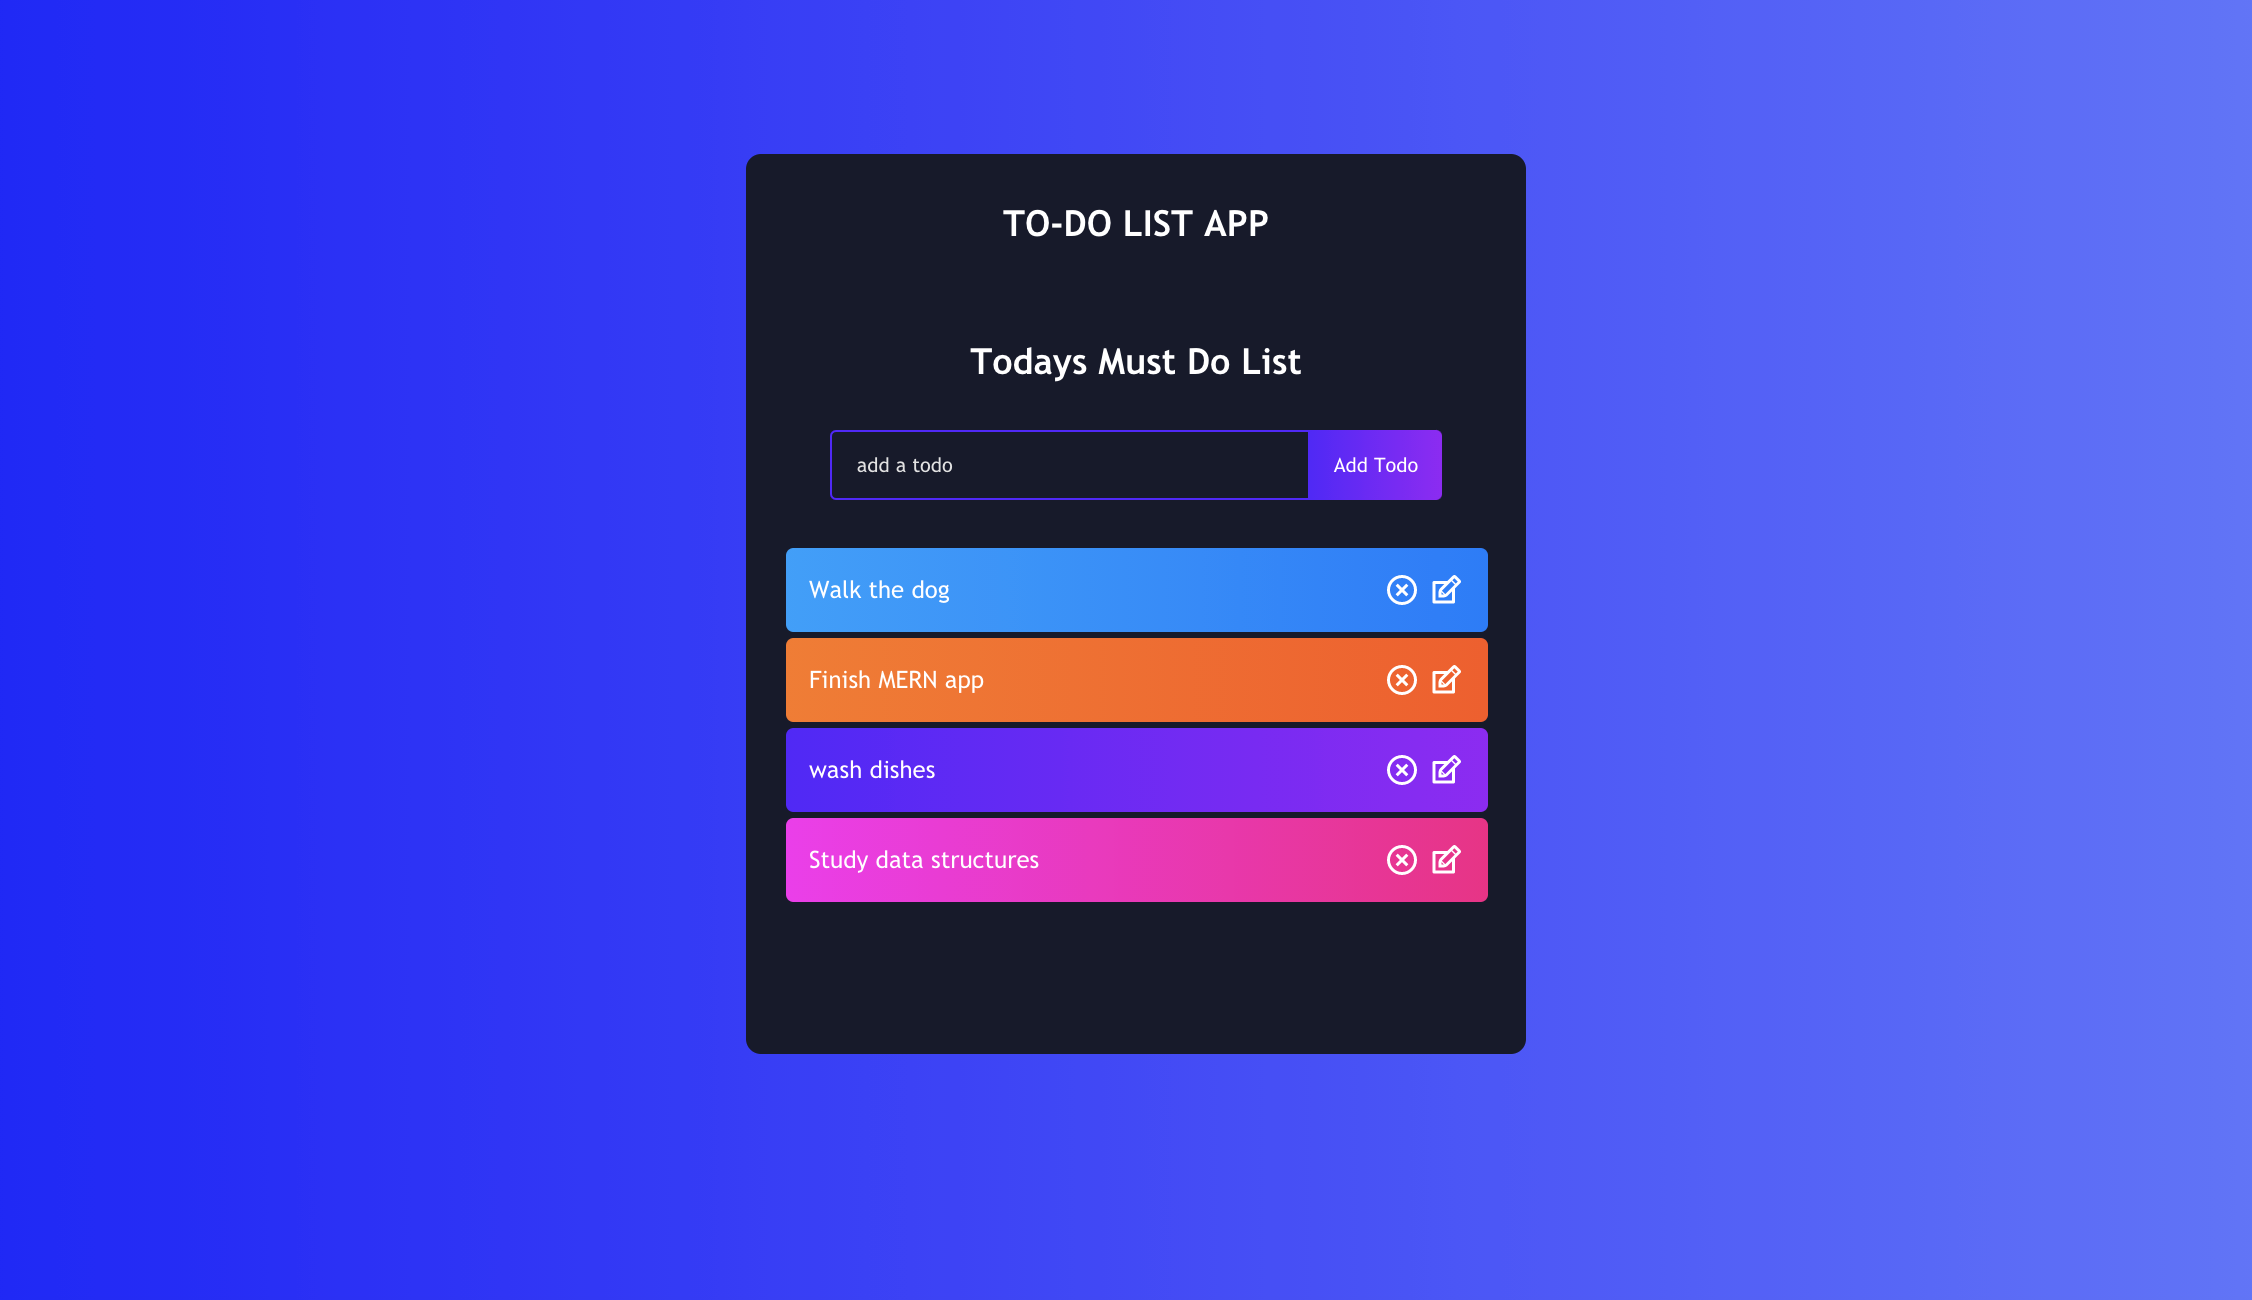 TO-DO LIST APP
Todays Must Do List
add a todo
Add Todo
Walk the dog
Finish MERN app
wash dishes
Study data structures